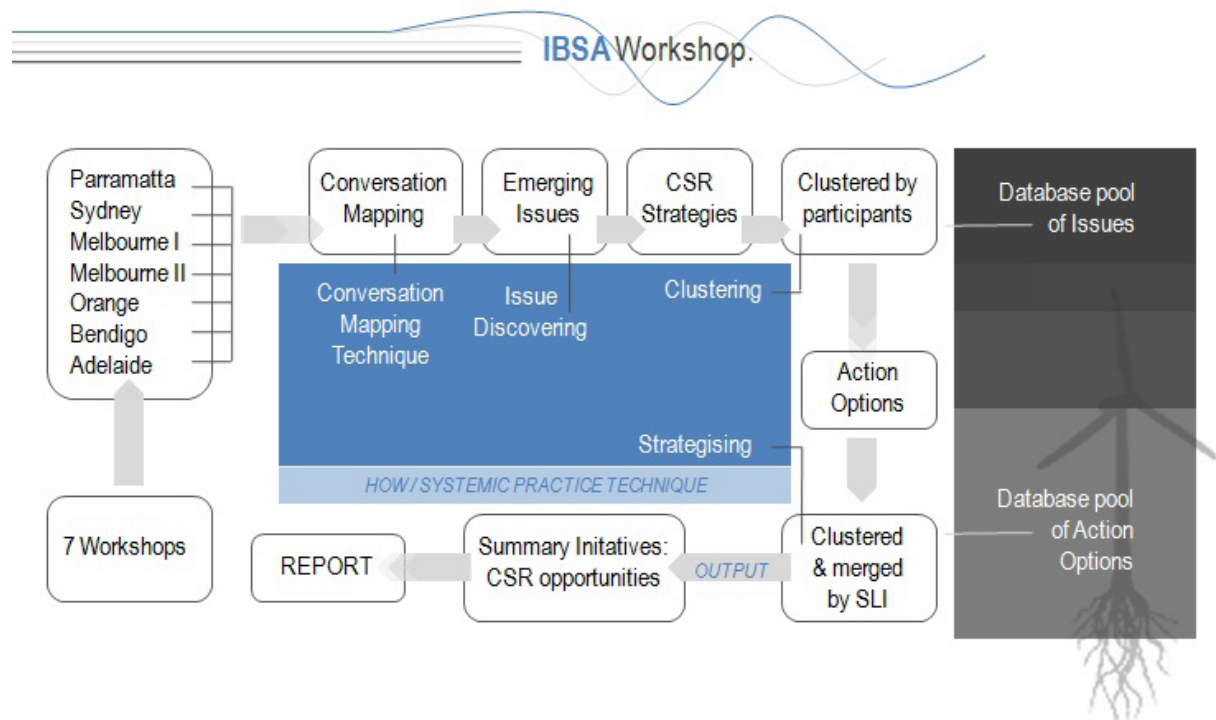 IBSA Workshop.
Parramatta
Sydney
Melbourne I
Melbourne II
Orange
Bendigo
Adelaide
7 Workshops
Conversation
Mapping
Emerging
Issues
CSR
Strategies
Clustered by
participants
Database pool
of Issues
Conversation
Mapping
Technique
Issue
Discovering
Clustering
Action
Options
Strategising
HOW / SYSTEMIC PRACTICE TECHNIQUE
Database pool
of Action
Options
Clustered
& merged
by SLI
OUTPUT
Summary Initatives:
CSR opportunities
REPORT